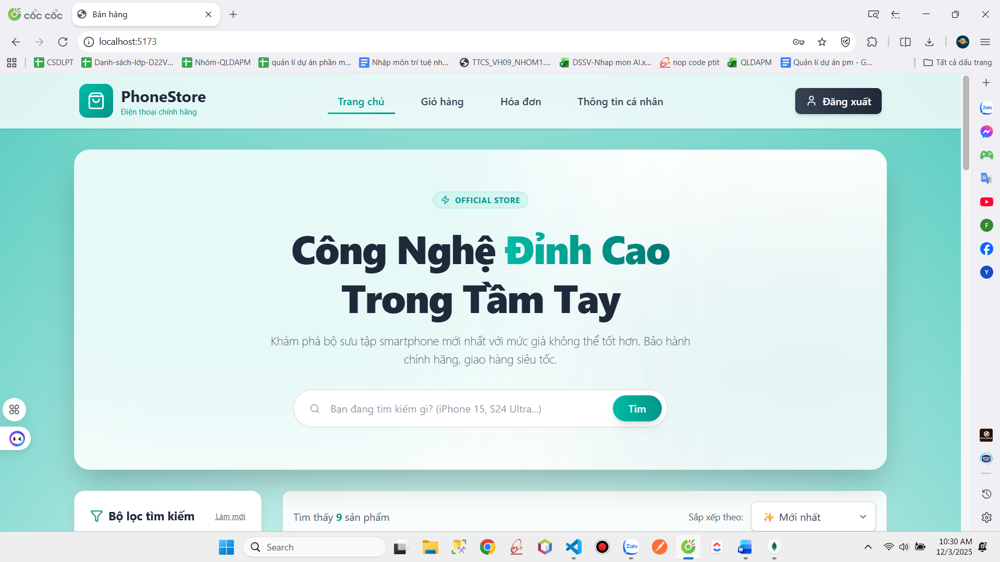 cốc cốc
Bán hàng
localhost:5173
CSDLPT
Danh-sách-lớp-D22V...
Nhóm-QLDAPM
quản lí dự án phần m...
Nhập môn trí tuệ nh...
TTCS_VH09_NHOM1....
DSSV-Nhap mon AI.x...
nop code ptit
QLDAPM
Quản lí dự án pm - G...
Tất cả dấu trang
PhoneStore
Điện thoại chính hãng
Trang chủ
Giỏ hàng
Hóa đơn
Thông tin cá nhân
Đăng xuất
OFFICIAL STORE
Công Nghệ Đỉnh Cao
Trong Tầm Tay
Khám phá bộ sưu tập smartphone mới nhất với mức giá không thể tốt hơn. Bảo hành
chính hãng, giao hàng siêu tốc.
Bạn đang tìm kiếm gì? (iPhone 15, S24 Ultra...)
Tìm
Bộ lọc tìm kiếm
Làm mới
Tìm thấy 9 sản phẩm
Sắp xếp theo:
Mới nhất
Zalo
F
Y
Search
PTIT
Zalo
W
10:30 AM
12/3/2025